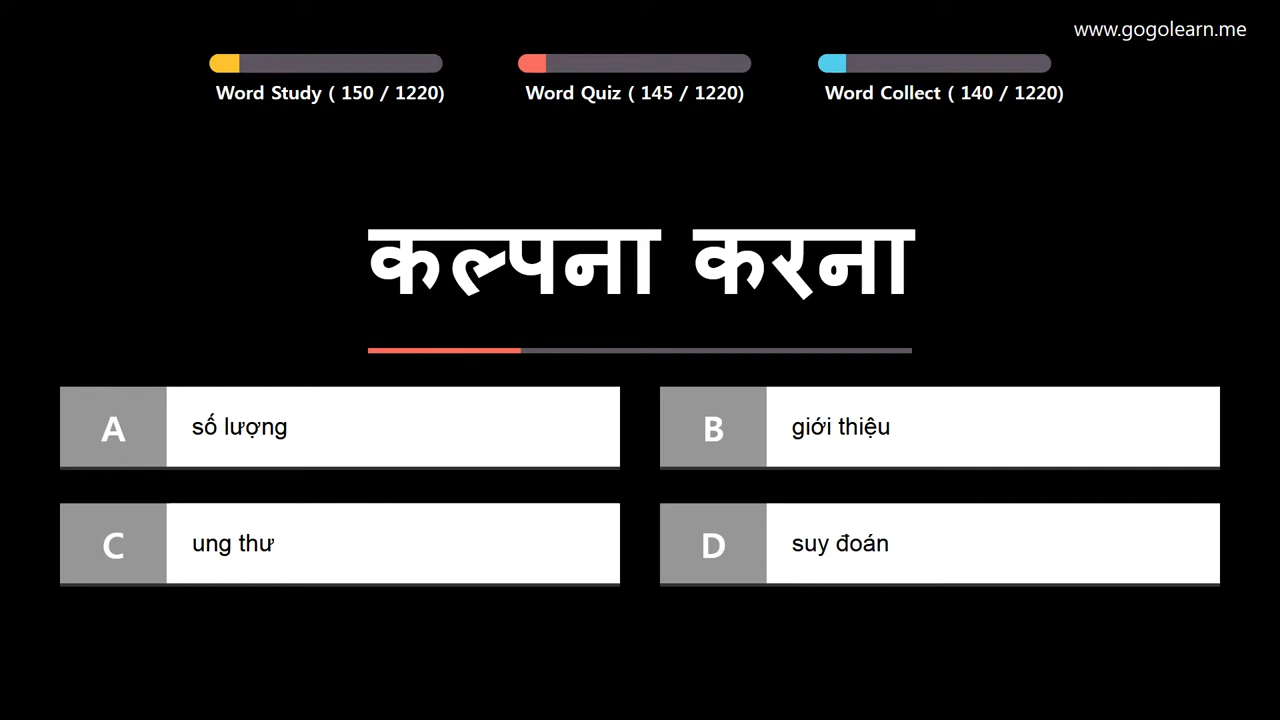 www.gogolearn.me
Word Study ( 150 / 1220)
Word Quiz ( 145 / 1220)
Word Collect ( 140 / 1220)
कल्पना करना
A
số lượng
B
giới thiệu
C
ung thư
D
suy đoán